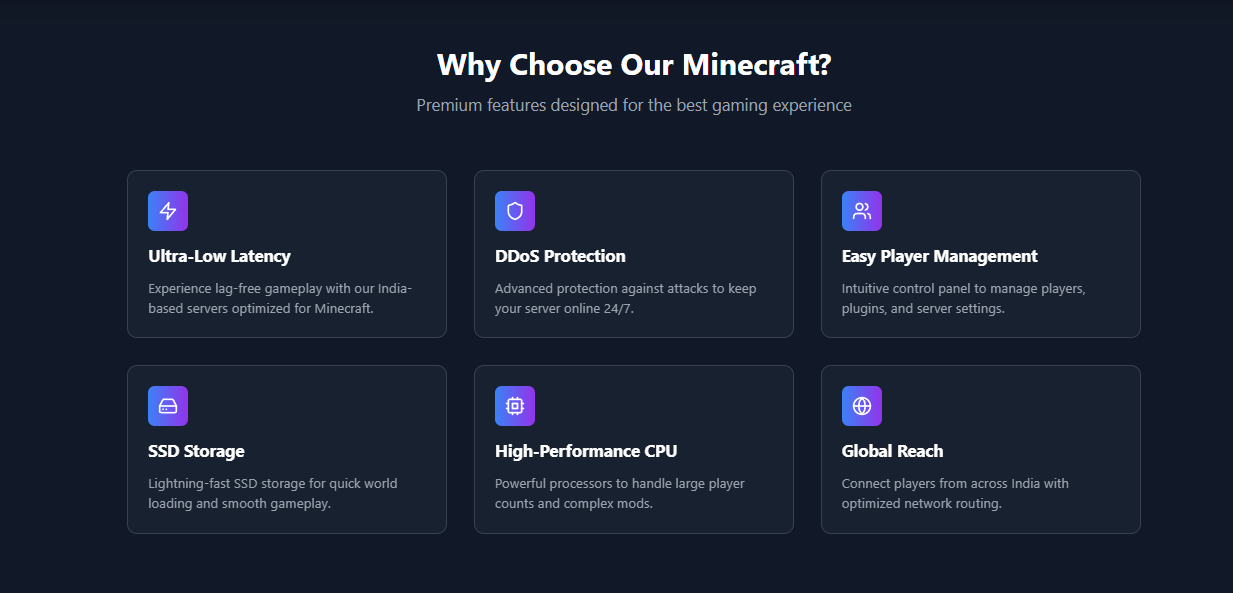 Why Choose Our Minecraft?
Premium features designed for the best gaming experience
Ultra-Low Latency
Experience lag-free gameplay with our India-
based servers optimized for Minecraft.
DDoS Protection
Advanced protection against attacks to keep
your server online 24/7.
Easy Player Management
Intuitive control panel to manage players,
plugins, and server settings.
SSD Storage
Lightning-fast SSD storage for quick world
loading and smooth gameplay.
High-Performance CPU
Powerful processors to handle large player
counts and complex mods.
Global Reach
Connect players from across India with
optimized network routing.